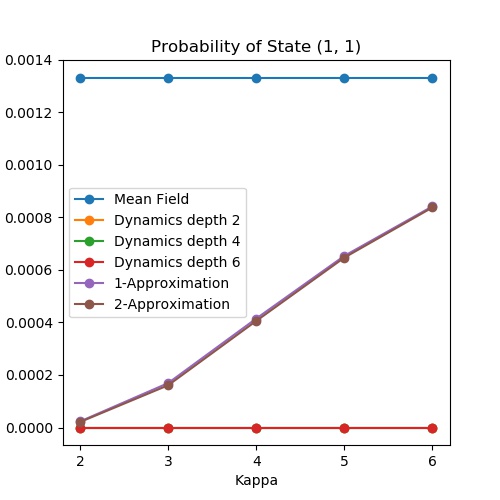 Probability of State (1, 1)
0.0014
0.0012
0.0010
0.0008
0.0006
0.0004
0.0002
0.0000
Mean Field
Dynamics depth 2
Dynamics depth 4
Dynamics depth 6
1-Approximation
2-Approximation
2 3 4 5 6
Kappa